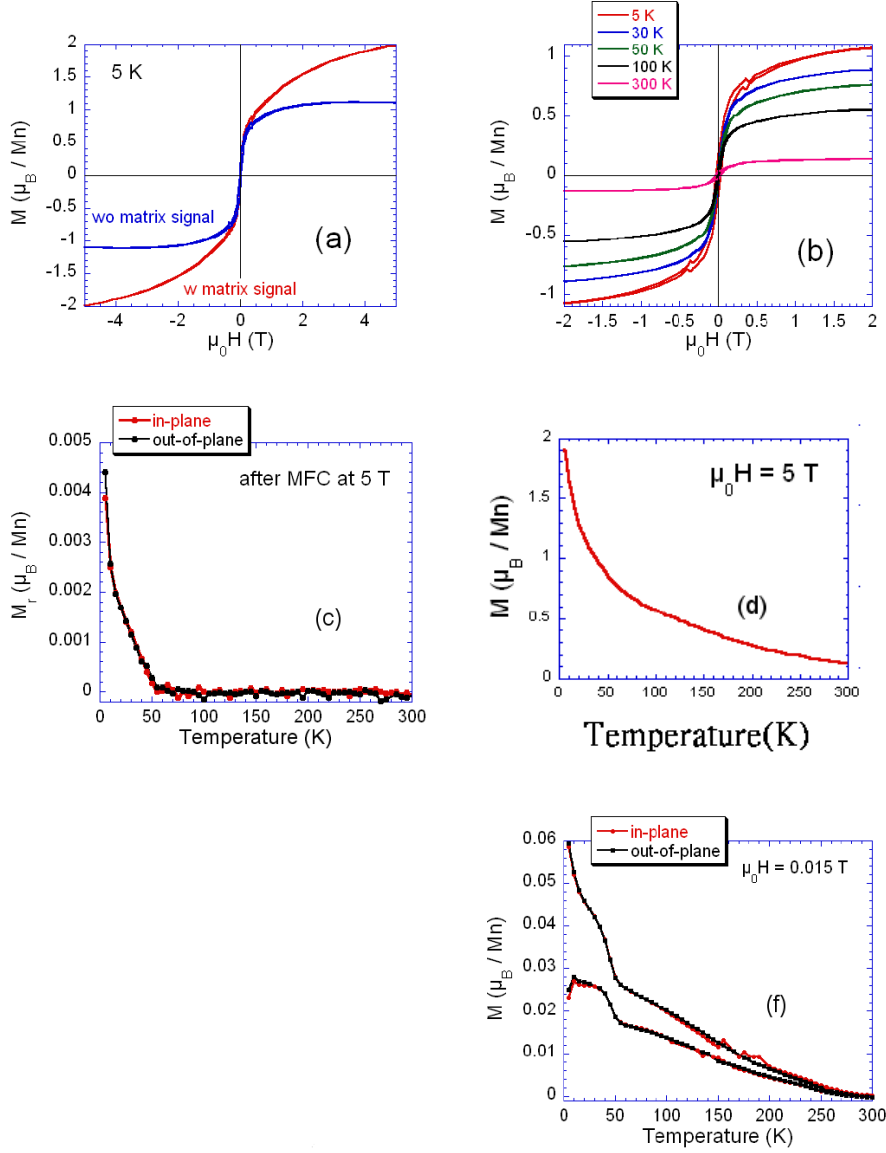 2
1.5
1
0.5
0
-0.5
-1
-1.5
-2
M (μB / Mn)
5 K
wo matrix signal
w matrix signal
(a)
-4 -2 0 2 4
μ0H (T)
5 K
30 K
50 K
100 K
300 K
1
0.5
0
-0.5
-1
M (μB / Mn)
(b)
-2 -1.5 -1 -0.5 0 0.5 1 1.5 2
μ0H (T)
in-plane
out-of-plane
0.005
0.004
0.003
0.002
0.001
0
Mr (μB / Mn)
after MFC at 5 T
(c)
0 50 100 150 200 250 300
Temperature (K)
2
1.5
1
0.5
0
M (μB / Mn)
μ0H = 5 T
(d)
0 50 100 150 200 250 300
Temperature(K)
in-plane
out-of-plane
0.06
0.05
0.04
0.03
0.02
0.01
0
M (μB / Mn)
μ0H = 0.015 T
(f)
0 50 100 150 200 250 300
Temperature (K)